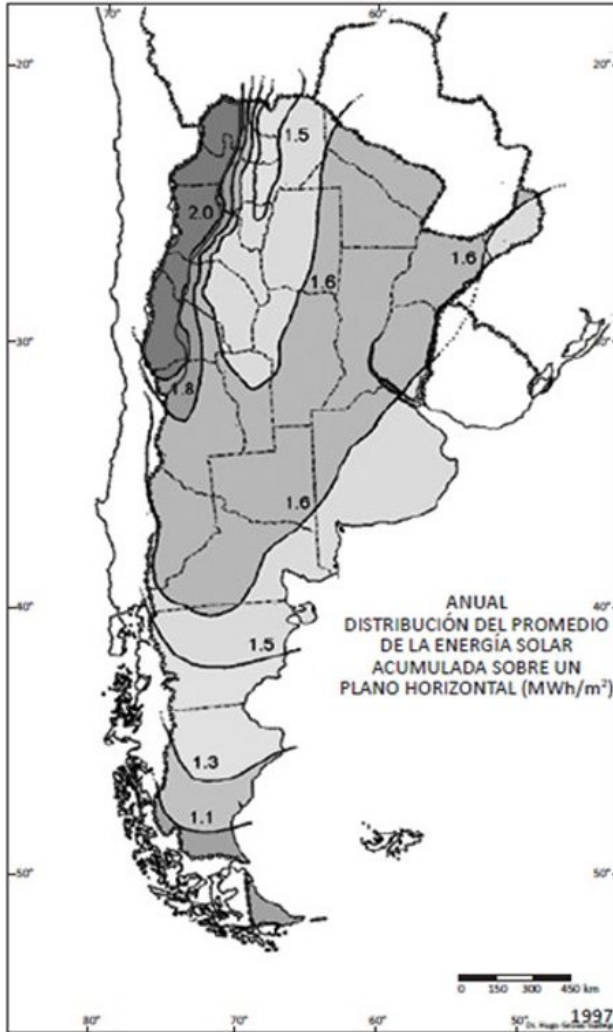 70° 60°
20° 20°
1.5
2.0
1.6
1.6
30° 30°
1.8
1.6
40° 40°
ANUAL
DISTRIBUCIÓN DEL PROMEDIO
DE LA ENERGÍA SOLAR
ACUMULADA SOBRE UN
PLANO HORIZONTAL (MWh/m²)
1.5
1.3
1.1
50° 50°
0 150 300 450 km
80° 70° 60° 50°
1997
Dr. Hugo